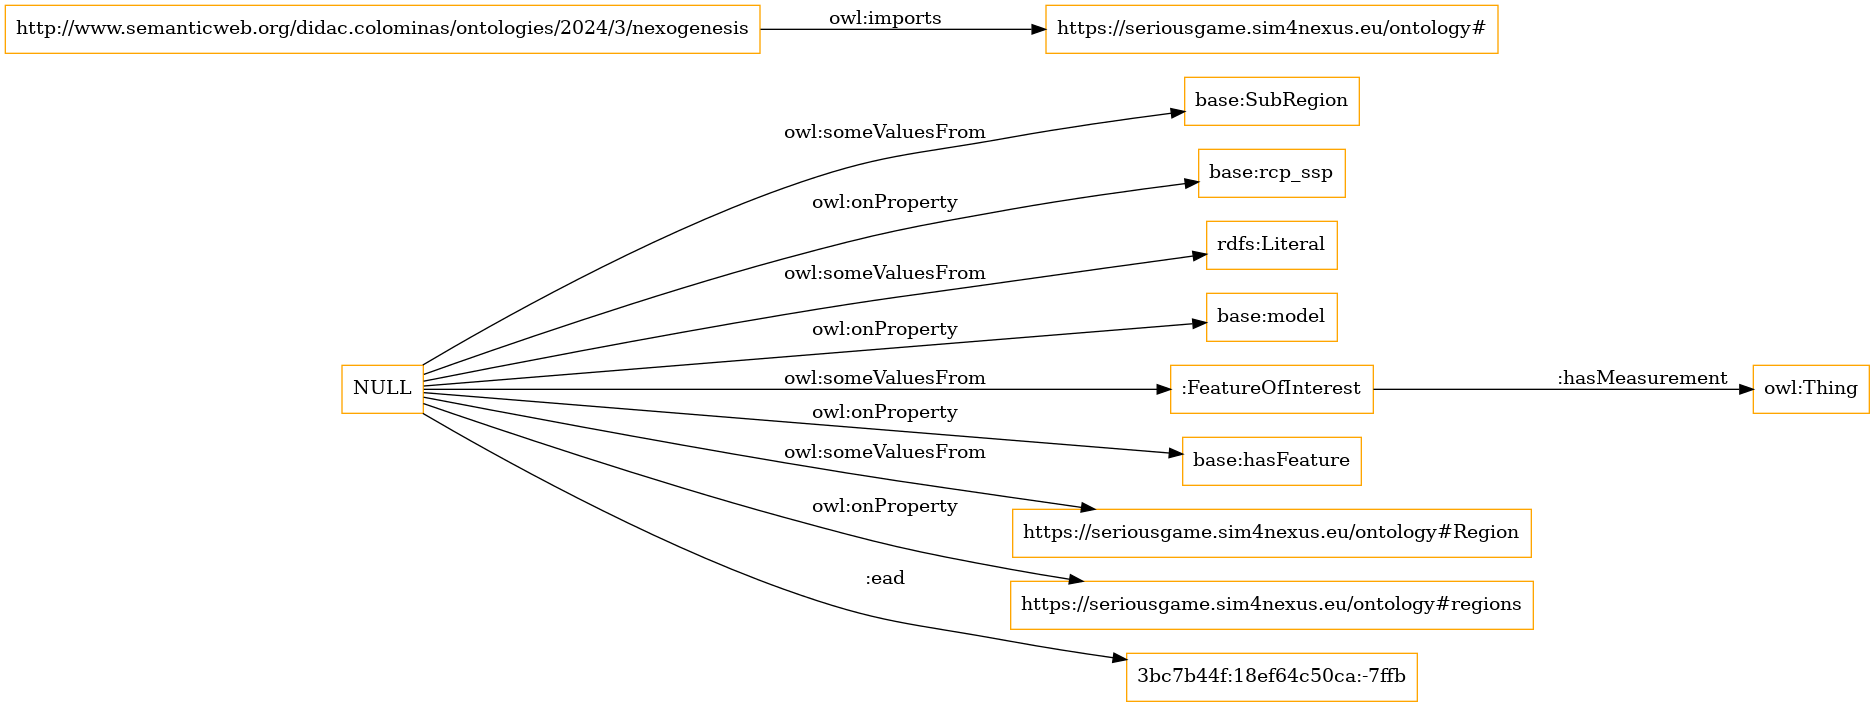 http://www.semanticweb.org/didac.colominas/ontologies/2024/3/nexogenesis
owl:imports
https://seriousgame.sim4nexus.eu/ontology#
base:SubRegion
owl:someValuesFrom
base:rcp_ssp
owl:onProperty
rdfs:Literal
owl:someValuesFrom
base:model
owl:onProperty
NULL
owl:someValuesFrom
:FeatureOfInterest
:hasMeasurement
owl:Thing
owl:onProperty
base:hasFeature
owl:someValuesFrom
https://seriousgame.sim4nexus.eu/ontology#Region
owl:onProperty
https://seriousgame.sim4nexus.eu/ontology#regions
:ead
3bc7b44f:18ef64c50ca:-7ffb